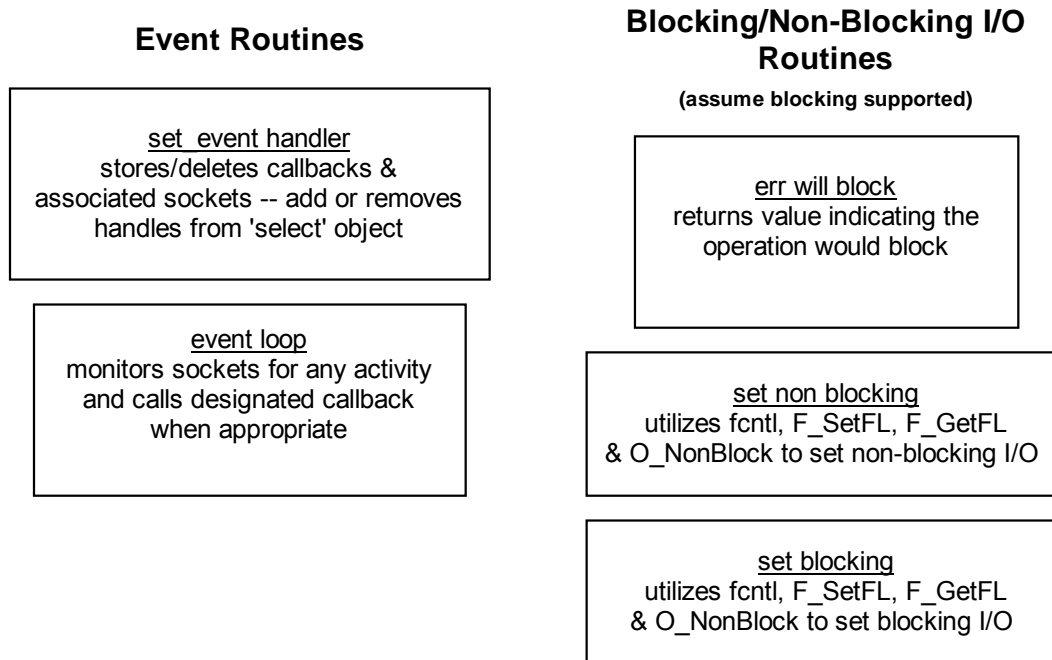 Event Routines
set_event handler
stores/deletes callbacks &
associated sockets -- add or removes
handles from 'select' object
event loop
monitors sockets for any activity
and calls designated callback
when appropriate
Blocking/Non-Blocking I/O
Routines
(assume blocking supported)
err will block
returns value indicating the
operation would block
set non blocking
utilizes fcntl, F_SetFL, F_GetFL
& O_NonBlock to set non-blocking I/O
set blocking
utilizes fcntl, F_SetFL, F_GetFL
& O_NonBlock to set blocking I/O